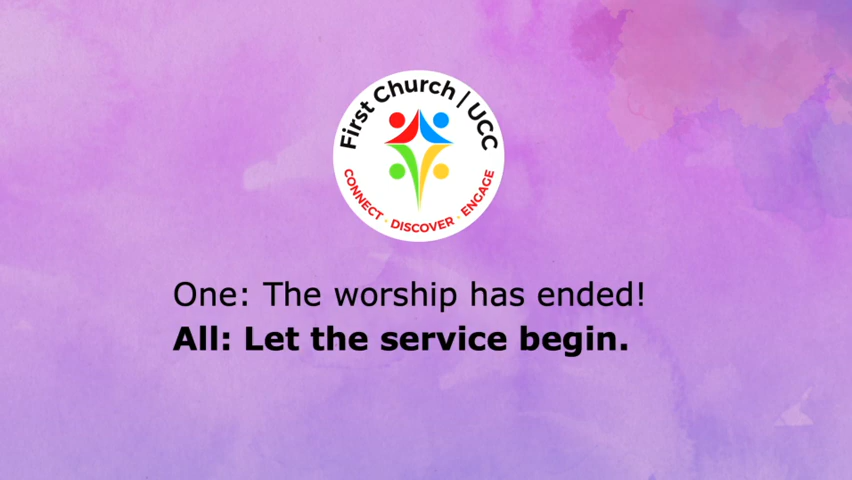 First Church | UCC
CONNECT · DISCOVER · ENGAGE
One: The worship has ended!
All: Let the service begin.